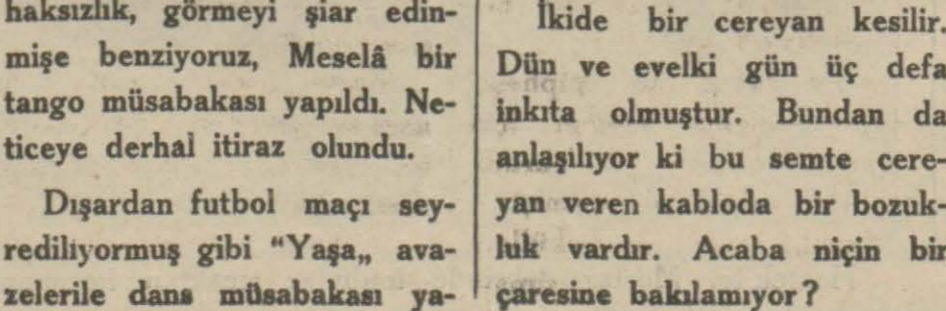 haksızlık, görmeyi şiar edin-
mişe benziyoruz, Meselâ bir
tango müsabakası yapıldı. Ne-
ticeye derhal itiraz olundu.
Dışardan futbol maçı sey-
rediliyormuş gibi "Yaşa„ ava-
zelerile dans müsabakası ya-
İkide bir cereyan kesilir.
Dün ve evelki gün üç defa
inkıta olmuştur. Bundan da
anlaşılıyor ki bu semte cere-
yan veren kabloda bir bozuk-
luk vardır. Acaba niçin bir
çaresine bakılamıyor?